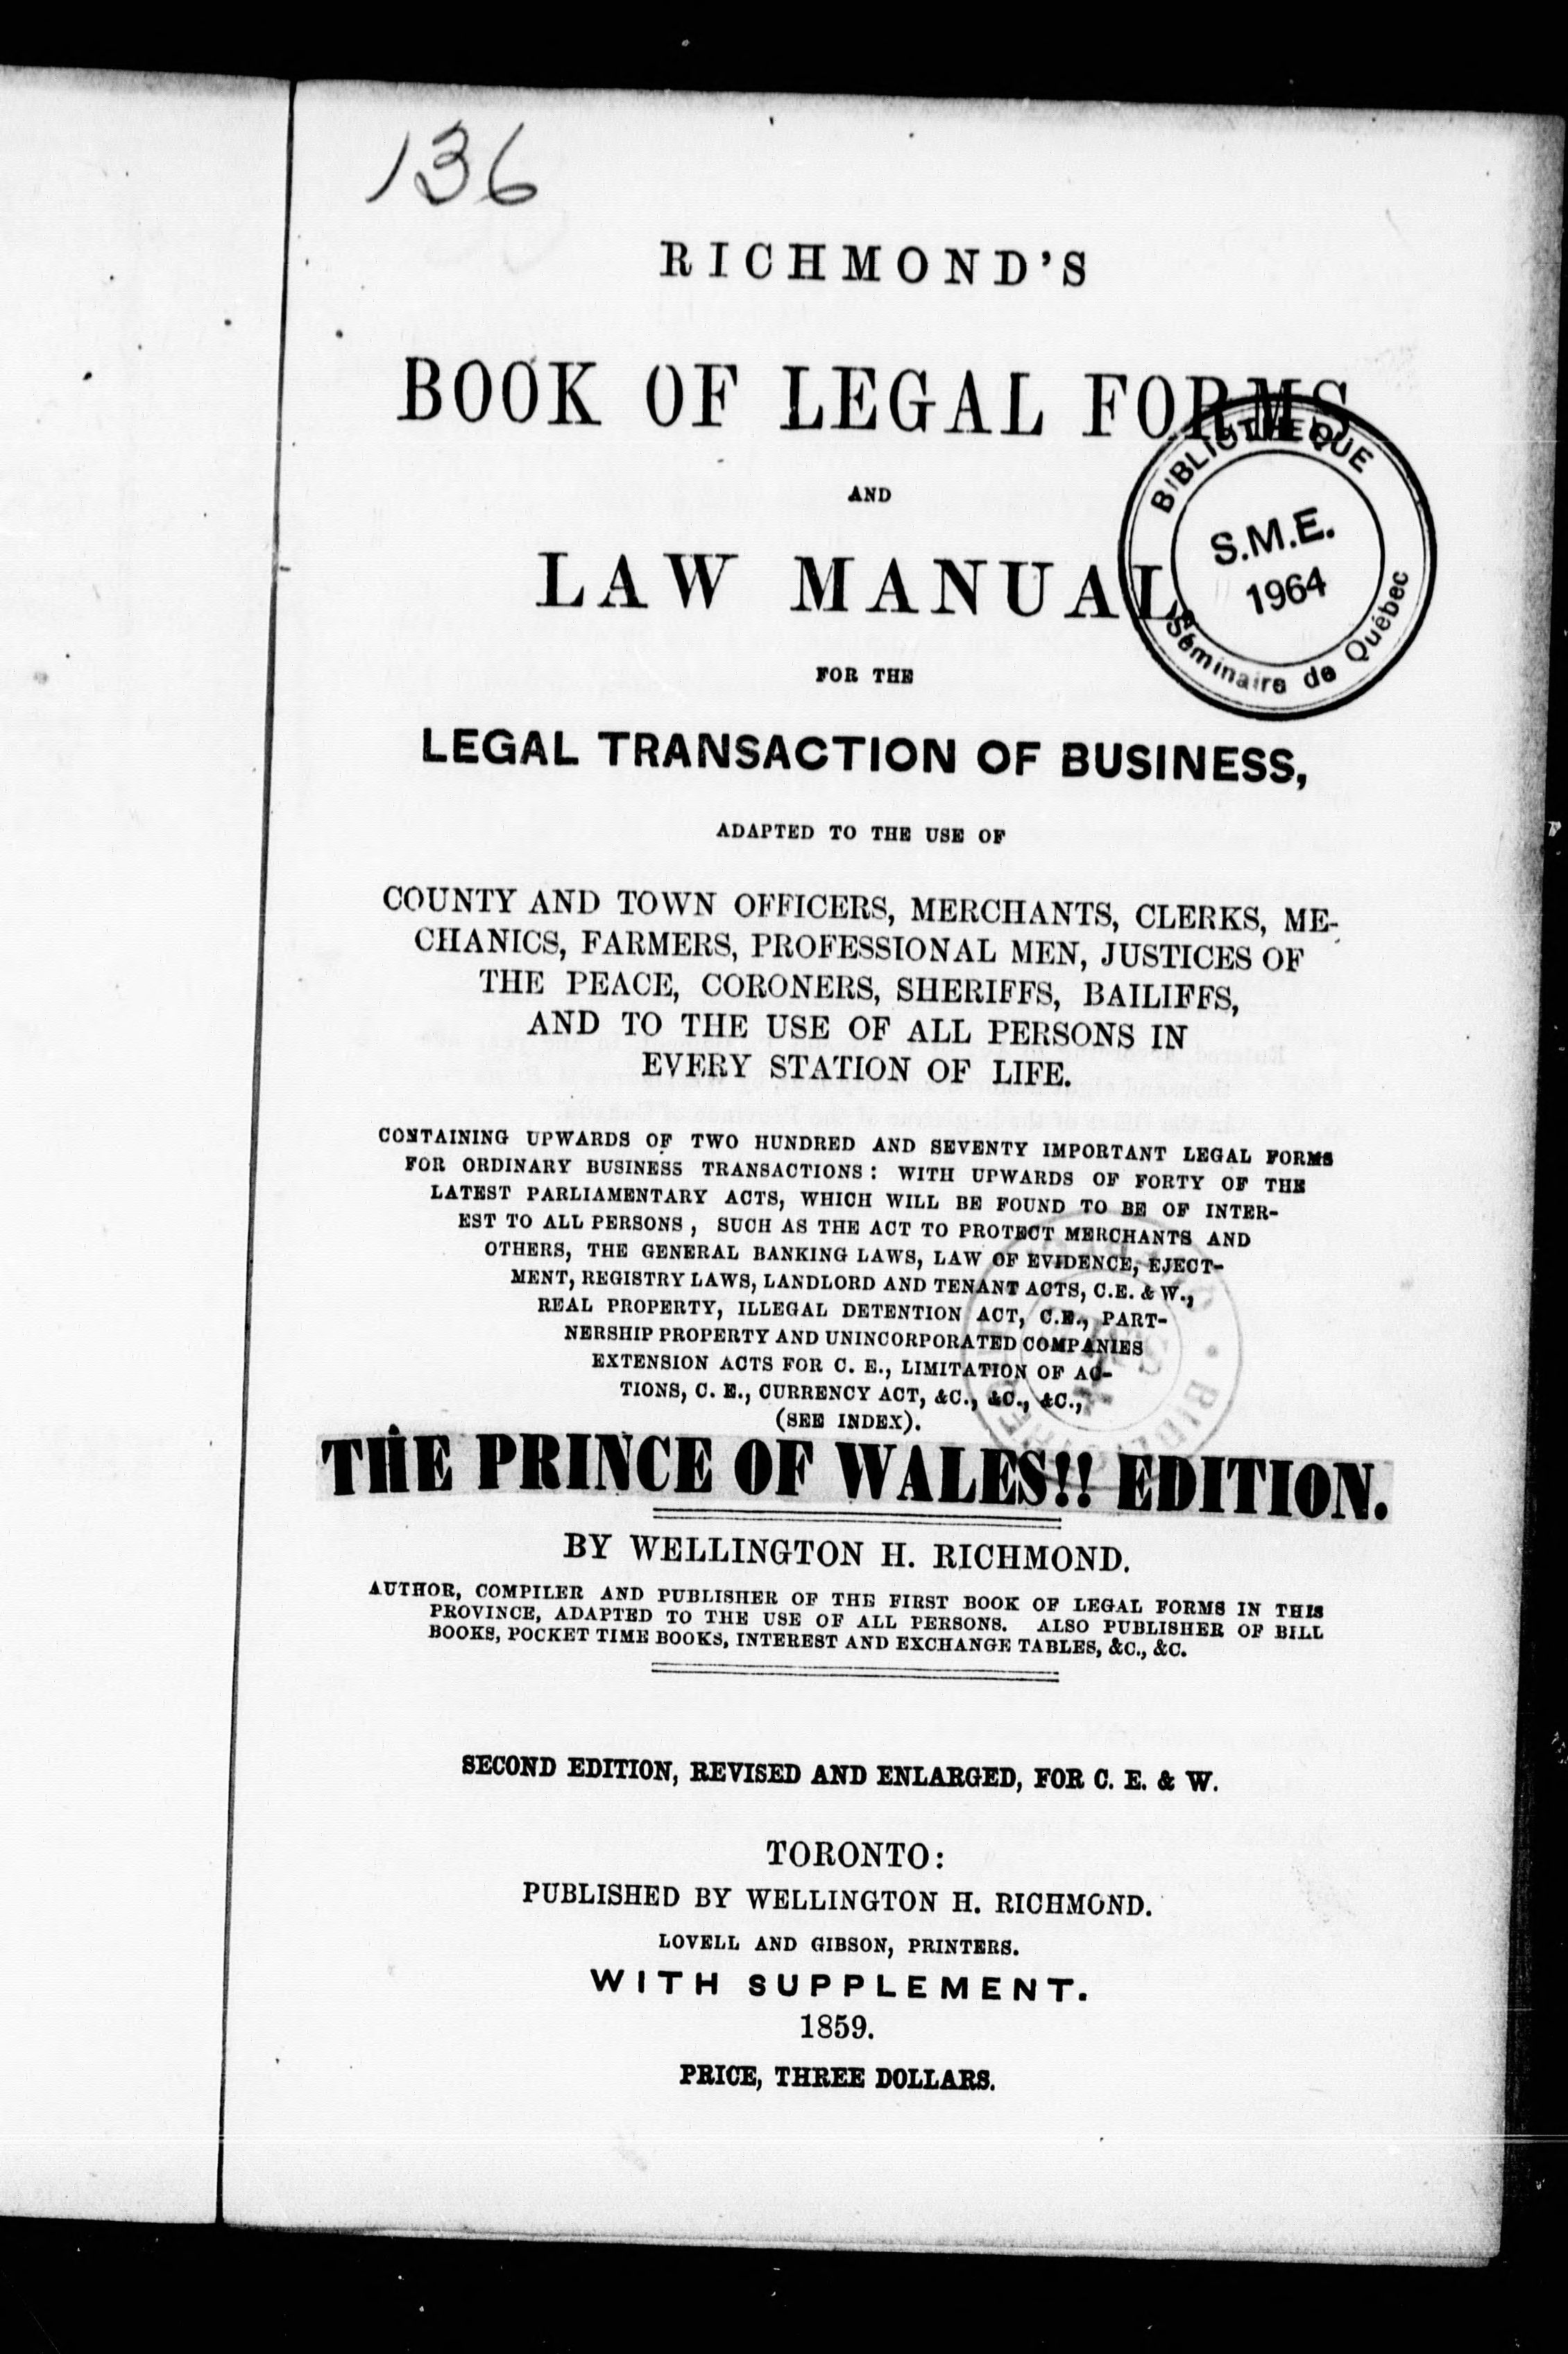 136
RICHMOND'S
BOOK OF LEGAL FORMS
AND
LAW MANUAL
FOR THE
LEGAL TRANSACTION OF BUSINESS,
ADAPTED TO THE USE OF
COUNTY AND TOWN OFFICERS, MERCHANTS, CLERKS, ME-
CHANICS, FARMERS, PROFESSIONAL MEN, JUSTICES OF
THE PEACE, CORONERS, SHERIFFS, BAILIFFS,
AND TO THE USE OF ALL PERSONS IN
EVERY STATION OF LIFE.
CONTAINING UPWARDS OF TWO HUNDRED AND SEVENTY IMPORTANT LEGAL FORMS
FOR ORDINARY BUSINESS TRANSACTIONS: WITH UPWARDS OF FORTY OF THE
LATEST PARLIAMENTARY ACTS, WHICH WILL BE FOUND TO BE OF INTER-
EST TO ALL PERSONS, SUCH AS THE ACT TO PROTECT MERCHANTS AND
OTHERS, THE GENERAL BANKING LAWS, LAW OF EVIDENCE, EJECT-
MENT, REGISTRY LAWS, LANDLORD AND TENANT ACTS, C.E. & W.,
REAL PROPERTY, ILLEGAL DETENTION ACT, C.E., PART-
NERSHIP PROPERTY AND UNINCORPORATED COMPANIES
EXTENSION ACTS FOR C. E., LIMITATION OF AC-
TIONS, C. E., CURRENCY ACT, &C., &C., &C.,
(SEE INDEX).
THE PRINCE OF WALES!! EDITION.
BY WELLINGTON H. RICHMOND.
AUTHOR, COMPILER AND PUBLISHER OF THE FIRST BOOK OF LEGAL FORMS IN THIS
PROVINCE, ADAPTED TO THE USE OF ALL PERSONS. ALSO PUBLISHER OF BILL
BOOKS, POCKET TIME BOOKS, INTEREST AND EXCHANGE TABLES, &C., &C.
SECOND EDITION, REVISED AND ENLARGED, FOR C. E. & W.
TORONTO:
PUBLISHED BY WELLINGTON H. RICHMOND.
LOVELL AND GIBSON, PRINTERS.
WITH SUPPLEMENT.
1859.
PRICE, THREE DOLLARS.
BIBLIOTHEQUE
S.M.E.
1964
Séminaire de Québec